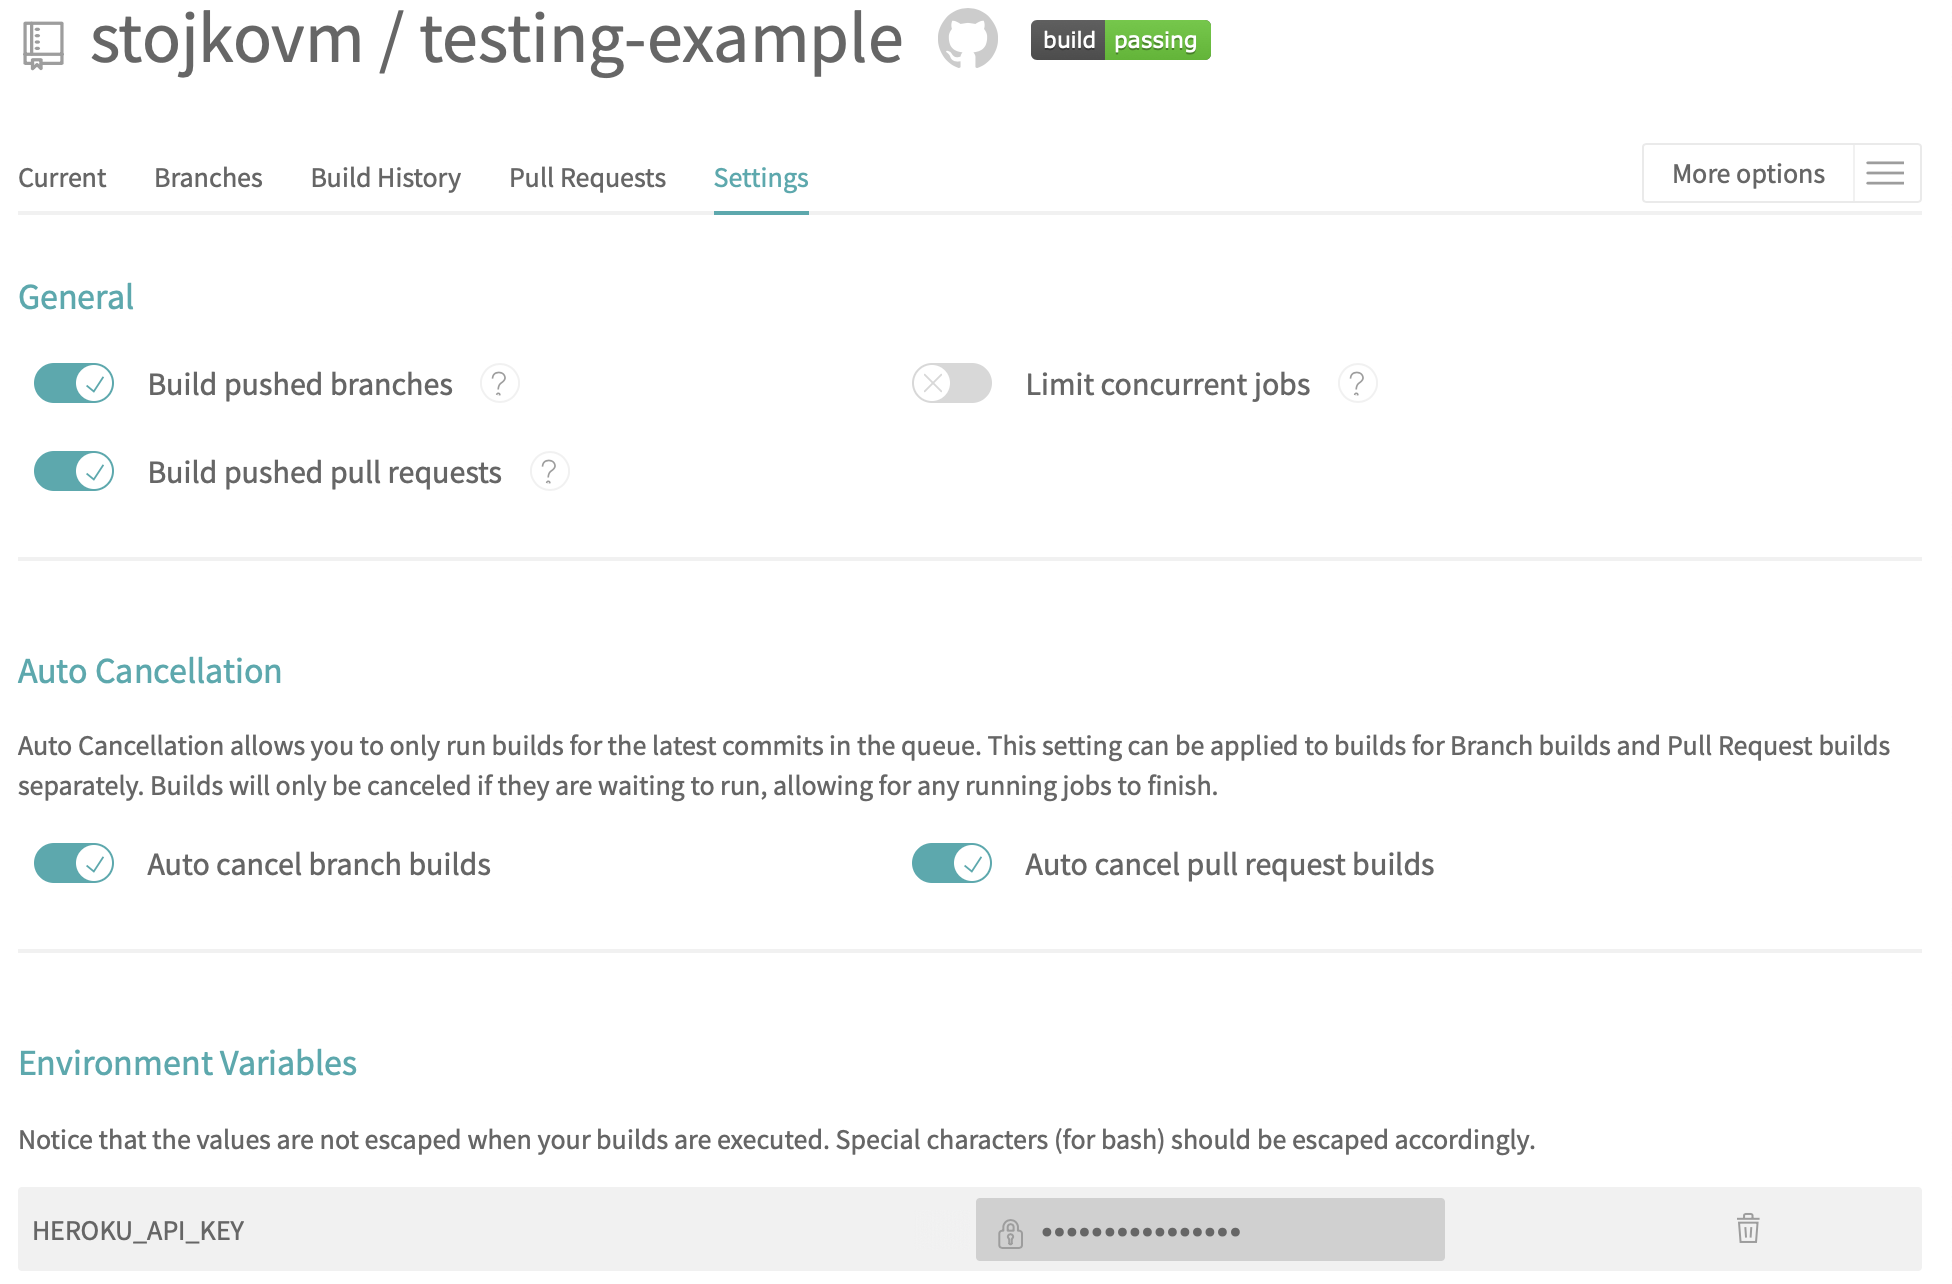 stojkovm / testing-example
build passing
Current Branches Build History Pull Requests Settings
More options
General
Build pushed branches ?
Limit concurrent jobs ?
Build pushed pull requests ?
Auto Cancellation
Auto Cancellation allows you to only run builds for the latest commits in the queue. This setting can be applied to builds for Branch builds and Pull Request builds
separately. Builds will only be canceled if they are waiting to run, allowing for any running jobs to finish.
Auto cancel branch builds
Auto cancel pull request builds
Environment Variables
Notice that the values are not escaped when your builds are executed. Special characters (for bash) should be escaped accordingly.
HEROKU_API_KEY ••••••••••••••••